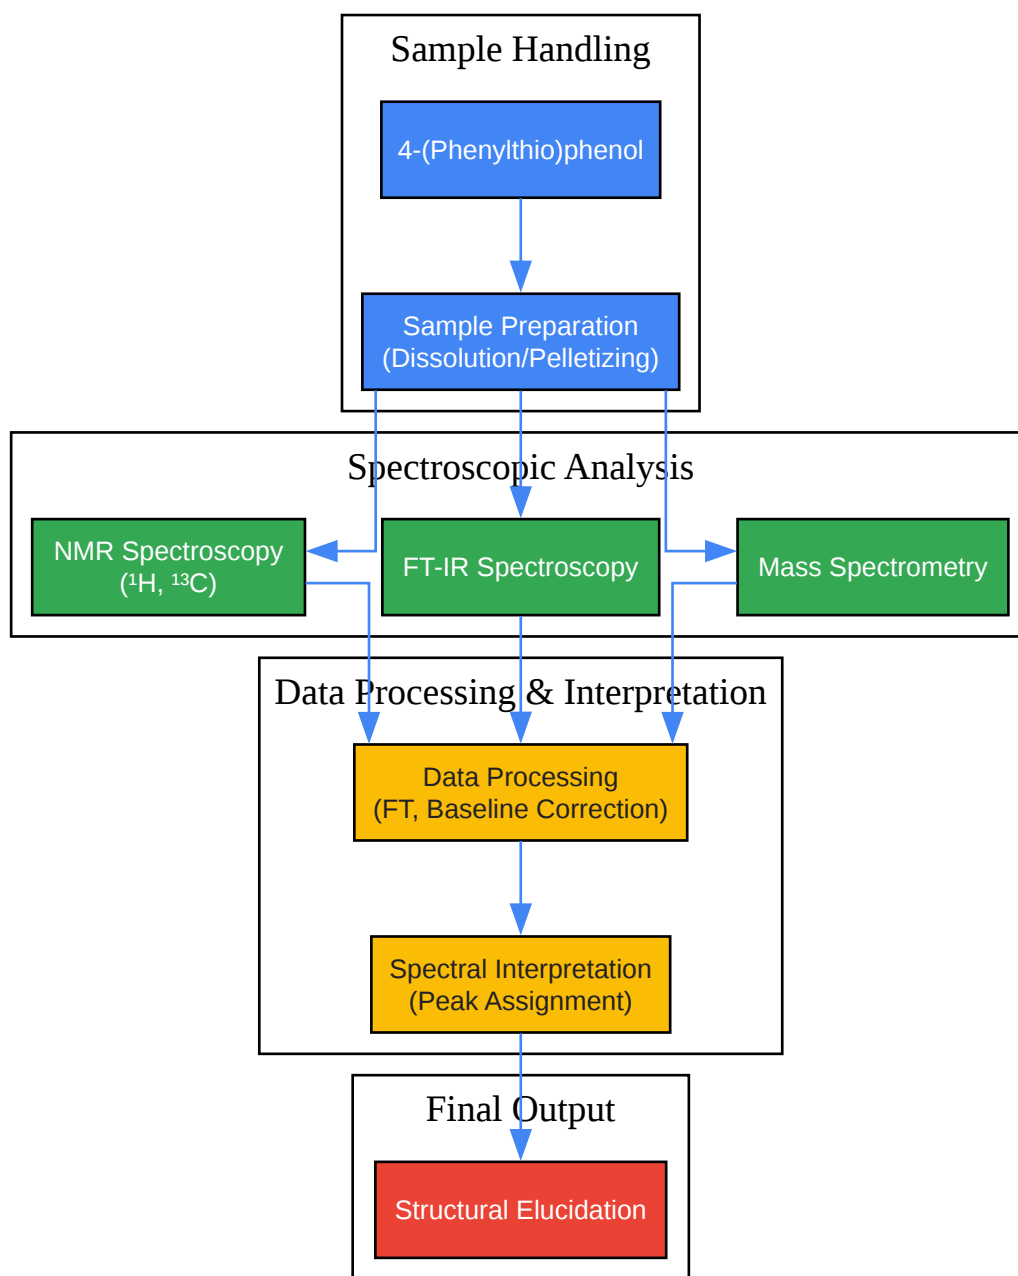 Sample Handling
4-(Phenylthio)phenol
Sample Preparation
(Dissolution/Pelletizing)
Spectroscopic Analysis
NMR Spectroscopy
(¹H, ¹³C)
FT-IR Spectroscopy
Mass Spectrometry
Data Processing & Interpretation
Data Processing
(FT, Baseline Correction)
Spectral Interpretation
(Peak Assignment)
Final Output
Structural Elucidation